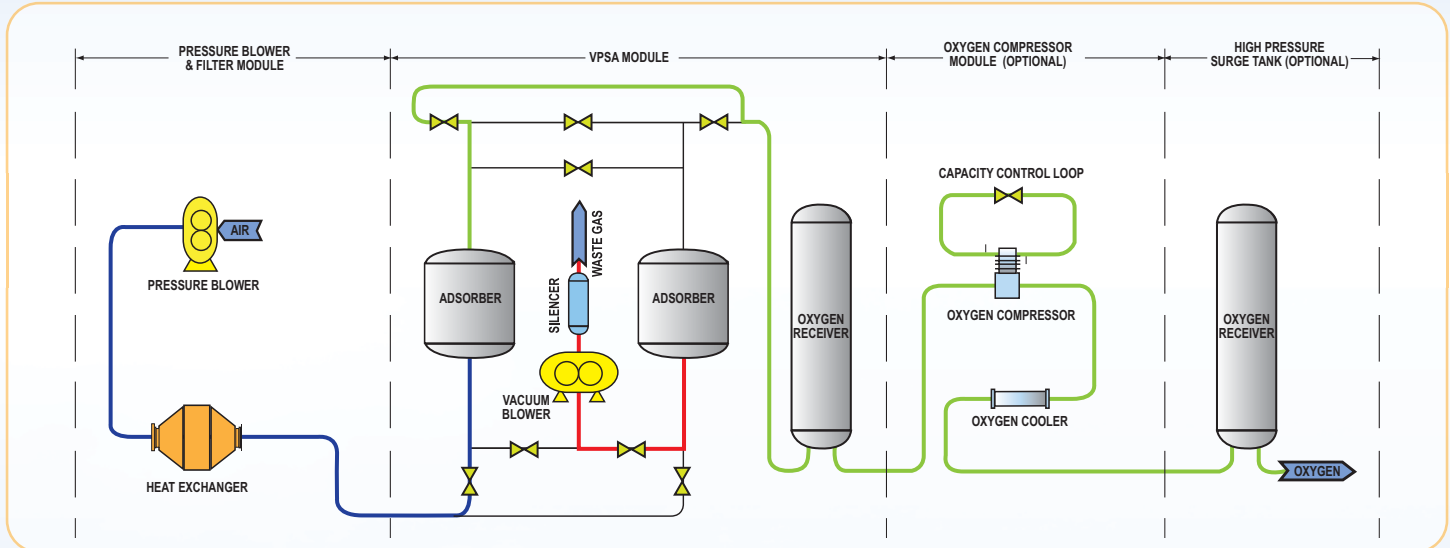 PRESSURE BLOWER
& FILTER MODULE
VPSA MODULE
OXYGEN COMPRESSOR
MODULE (OPTIONAL)
HIGH PRESSURE
SURGE TANK (OPTIONAL)
AIR
PRESSURE BLOWER
HEAT EXCHANGER
ADSORBER
WASTE GAS
SILENCER
VACUUM
BLOWER
ADSORBER
OXYGEN
RECEIVER
CAPACITY CONTROL LOOP
OXYGEN COMPRESSOR
OXYGEN COOLER
OXYGEN
RECEIVER
OXYGEN